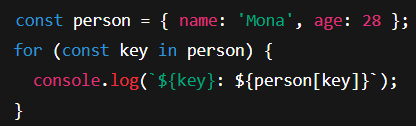 const person = { name: 'Mona', age: 28 };
for (const key in person) {
  console.log(`${key}: ${person[key]}`);
}